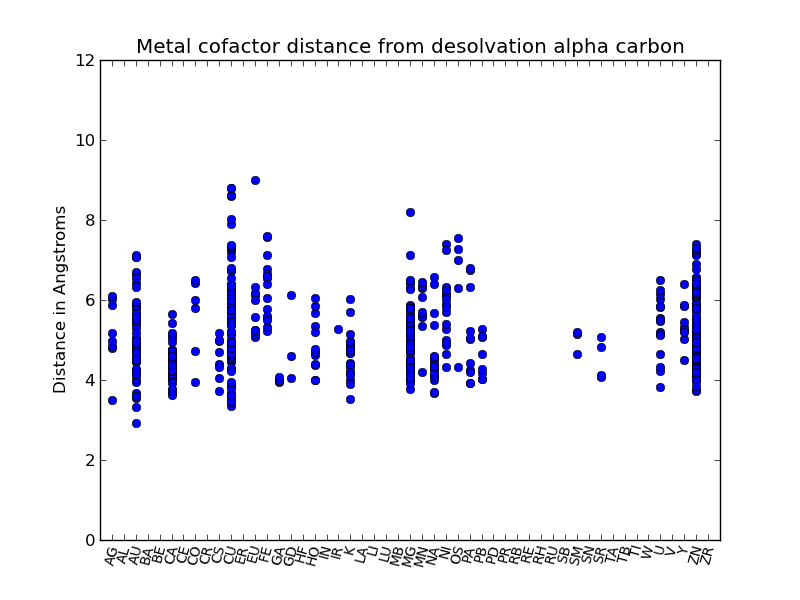 Metal cofactor distance from desolvation alpha carbon
12
10
8
6
4
2
0
Distance in Angstroms
AG AL AU BA BE CA CE CO CR CS CU ER EU FE GA GD HF HO IN IR K LA LI LU MB MG MN NA NI OS PA PB PD PR RB RE RH RU SB SM SN SR TA TB TI W U V Y ZN ZR